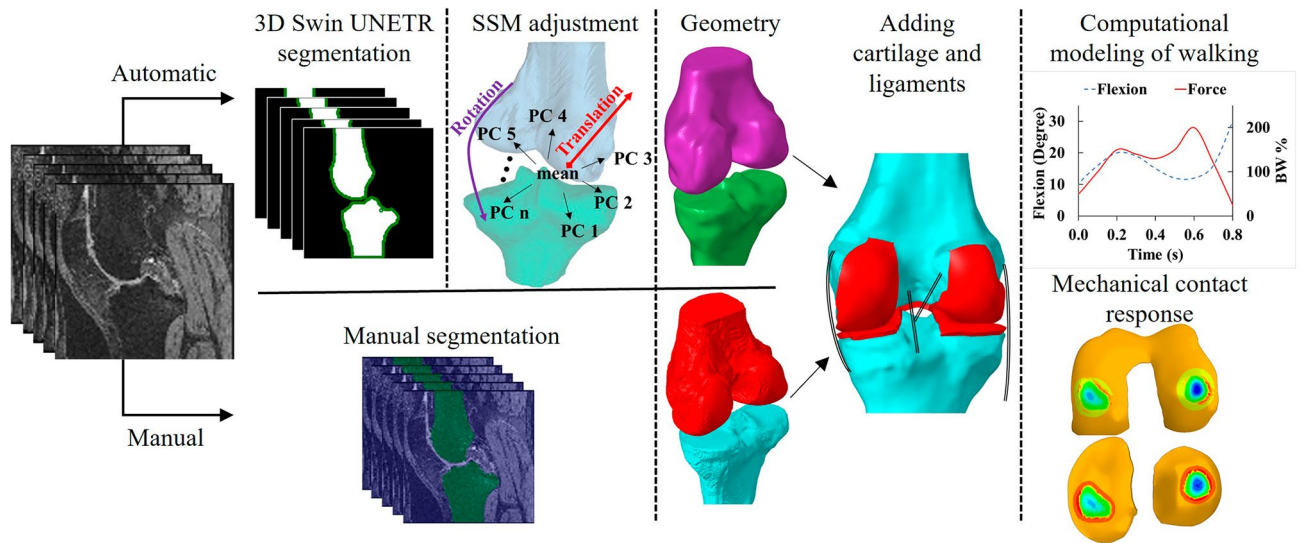 3D Swin UNETR
segmentation
SSM adjustment
Geometry
Adding
cartilage and
ligaments
Computational
modeling of walking
Automatic
Manual
Rotation
Translation
PC 4
PC 5
PC 3
mean
PC n
PC 2
PC 1
Flexion
Force
Flexion (Degree)
30
20
10
0
200
100
0
BW %
0.0
0.2
0.4
0.6
0.8
Time (s)
Manual segmentation
Mechanical contact
response